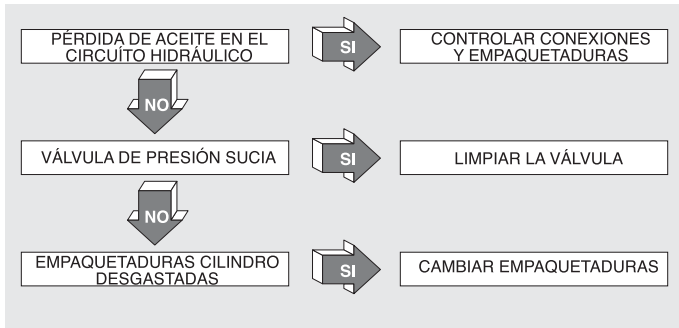 PÉRDIDA DE ACEITE EN EL
CIRCUÍTO HIDRÁULICO
SI
CONTROLAR CONEXIONES
Y EMPAQUETADURAS
NO
VÁLVULA DE PRESIÓN SUCIA
SI
LIMPIAR LA VÁLVULA
NO
EMPAQUETADURAS CILINDRO
DESGASTADAS
SI
CAMBIAR EMPAQUETADURAS